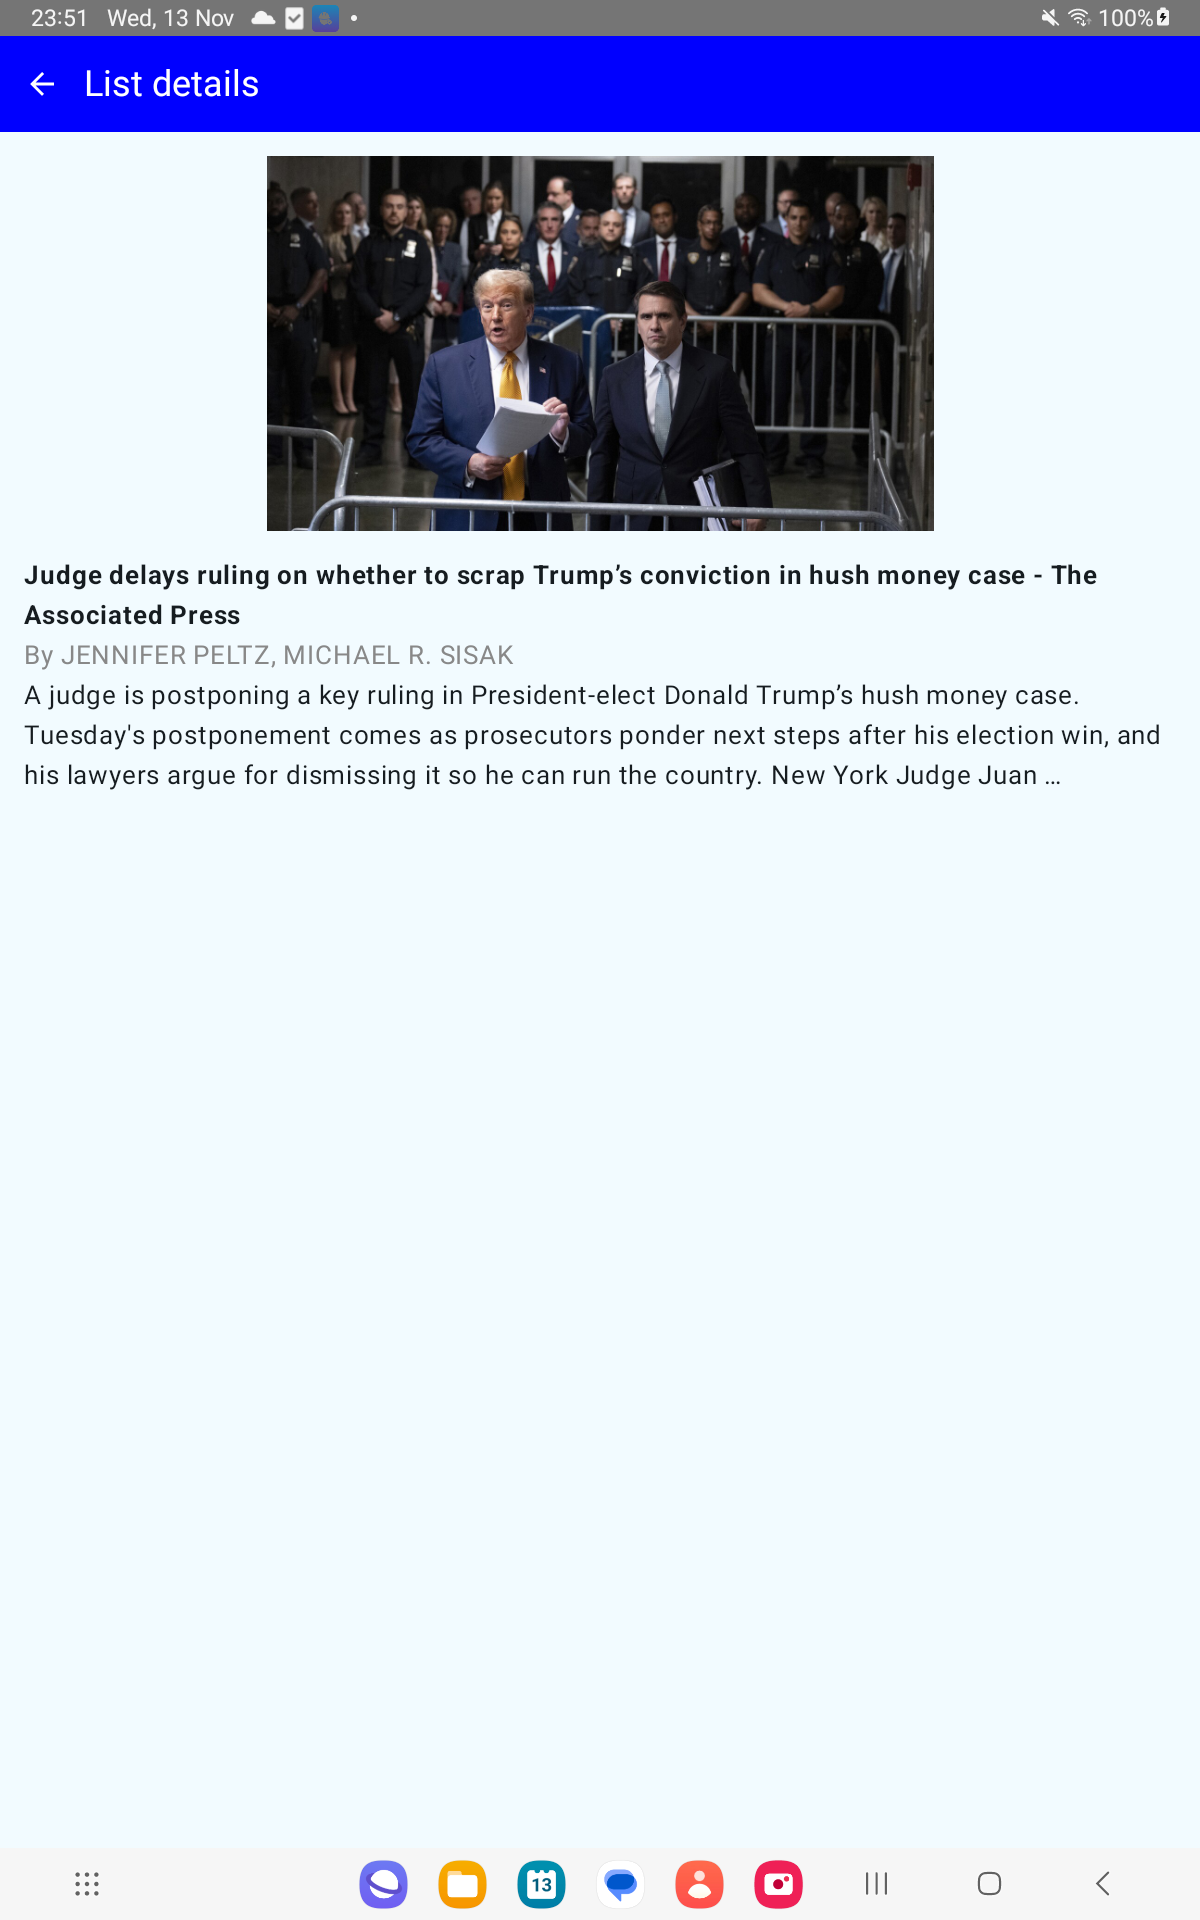 23:51 Wed, 13 Nov 100%
List details
Judge delays ruling on whether to scrap Trump’s conviction in hush money case - The
Associated Press
By JENNIFER PELTZ, MICHAEL R. SISAK
A judge is postponing a key ruling in President-elect Donald Trump’s hush money case.
Tuesday's postponement comes as prosecutors ponder next steps after his election win, and
his lawyers argue for dismissing it so he can run the country. New York Judge Juan …
13